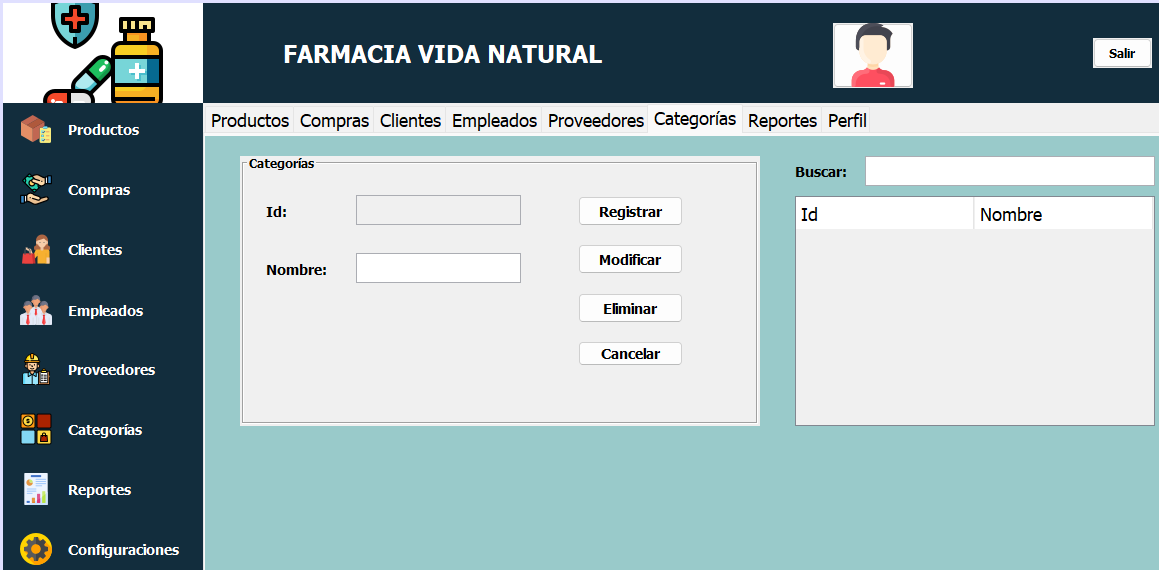 FARMACIA VIDA NATURAL
Salir
Productos
Compras
Clientes
Empleados
Proveedores
Categorías
Reportes
Configuraciones
Productos Compras Clientes Empleados Proveedores Categorías Reportes Perfil
Categorías
Id:
Nombre:
Registrar
Modificar
Eliminar
Cancelar
Buscar:
Id Nombre